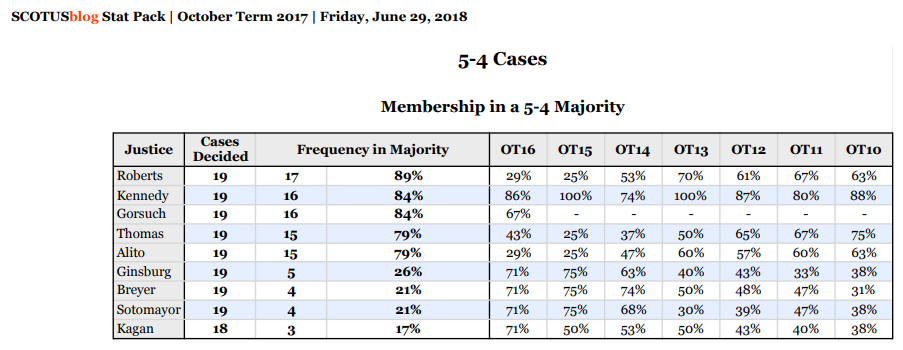 SCOTUSblog Stat Pack | October Term 2017 | Friday, June 29, 2018
5-4 Cases
Membership in a 5-4 Majority
Justice Cases Decided Frequency in Majority OT16 OT15 OT14 OT13 OT12 OT11 OT10
Roberts 19 17 89% 29% 25% 53% 70% 61% 67% 63%
Kennedy 19 16 84% 86% 100% 74% 100% 87% 80% 88%
Gorsuch 19 16 84% 67% - - - - - -
Thomas 19 15 79% 43% 25% 37% 50% 65% 67% 75%
Alito 19 15 79% 29% 25% 47% 60% 57% 60% 63%
Ginsburg 19 5 26% 71% 75% 63% 40% 43% 33% 38%
Breyer 19 4 21% 71% 75% 74% 50% 48% 47% 31%
Sotomayor 19 4 21% 71% 75% 68% 30% 39% 47% 38%
Kagan 18 3 17% 71% 50% 53% 50% 43% 40% 38%